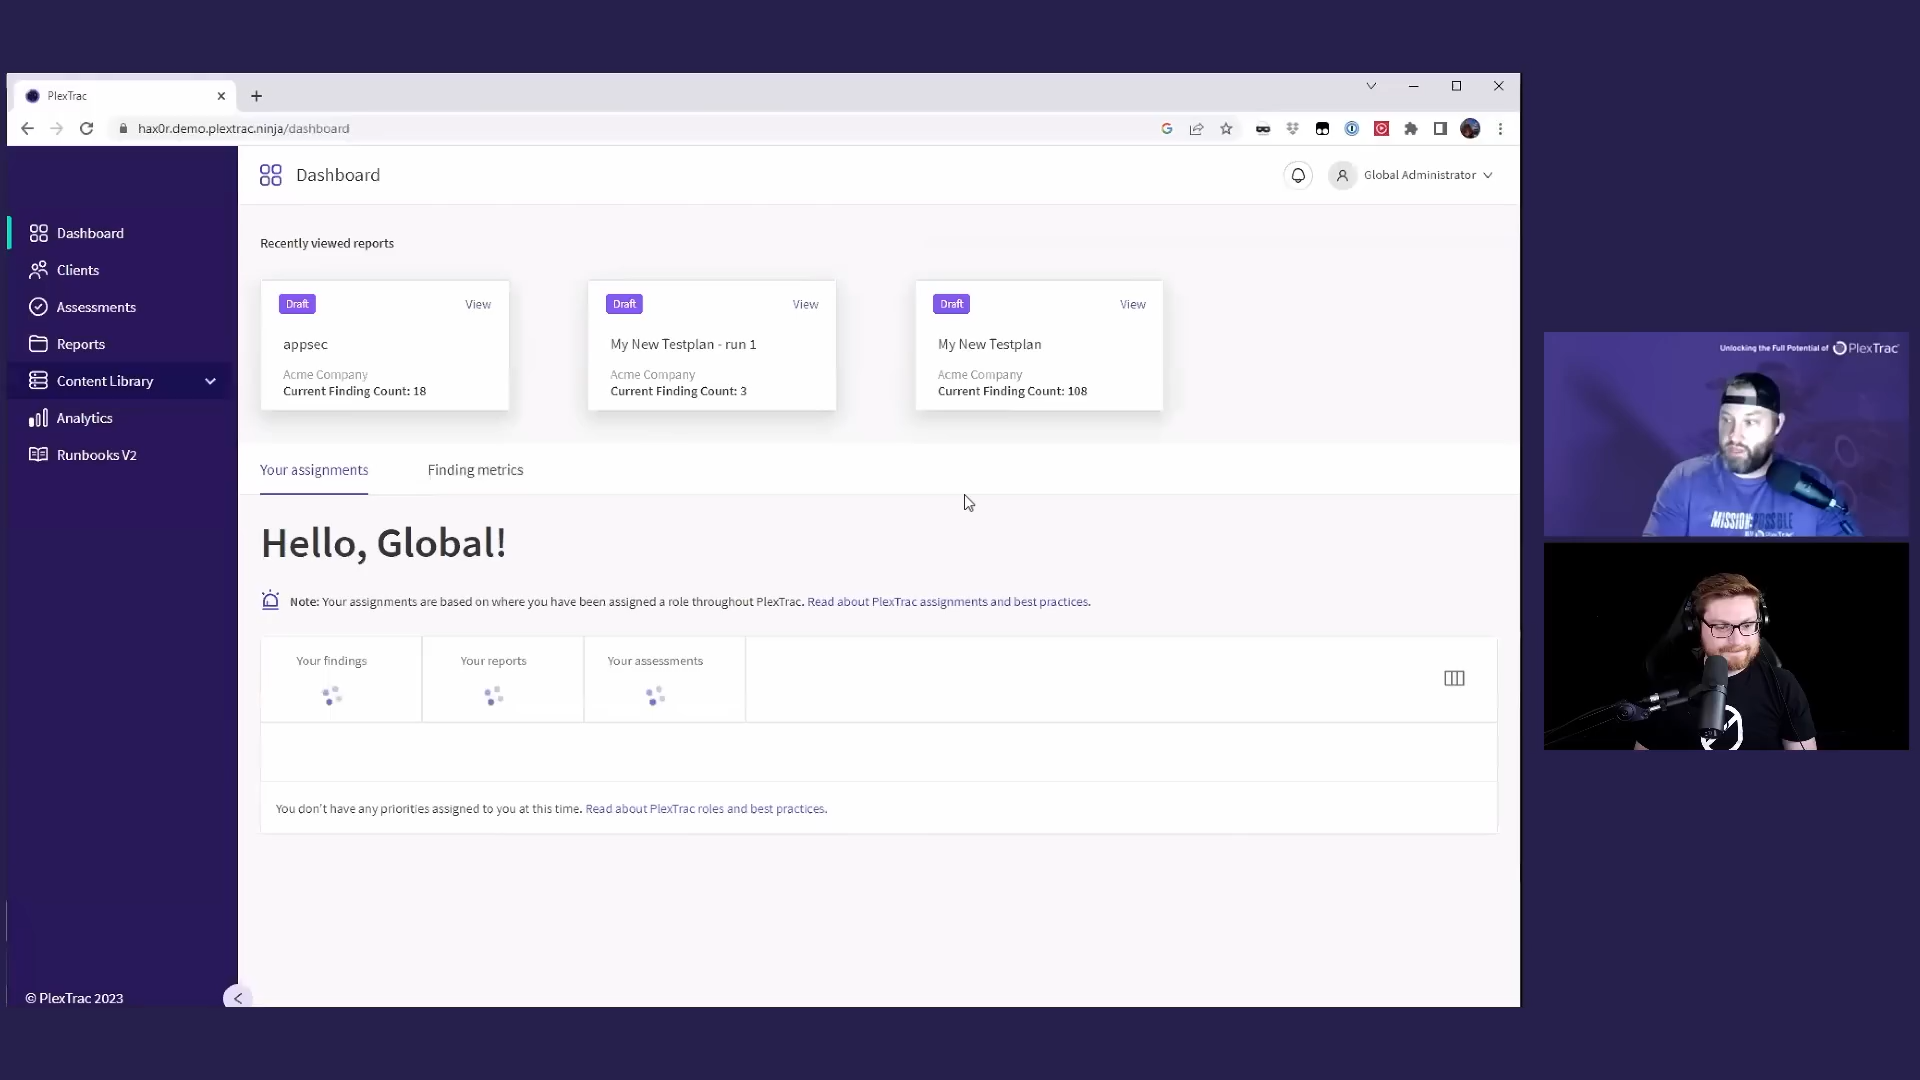 PlexTrac
hax0r.demo.plextrac.ninja/dashboard
Dashboard
Global Administrator
Dashboard
Clients
Assessments
Reports
Content Library
Analytics
Runbooks V2
© PlexTrac 2023
Recently viewed reports
Draft View
appsec
Acme Company
Current Finding Count: 18
Draft View
My New Testplan - run 1
Acme Company
Current Finding Count: 3
Draft View
My New Testplan
Acme Company
Current Finding Count: 108
Your assignments Finding metrics
Hello, Global!
Note: Your assignments are based on where you have been assigned a role throughout PlexTrac. Read about PlexTrac assignments and best practices.
Your findings Your reports Your assessments
You don't have any priorities assigned to you at this time. Read about PlexTrac roles and best practices.
Unlocking the Full Potential of PlexTrac
MISSION:POSSIBLE